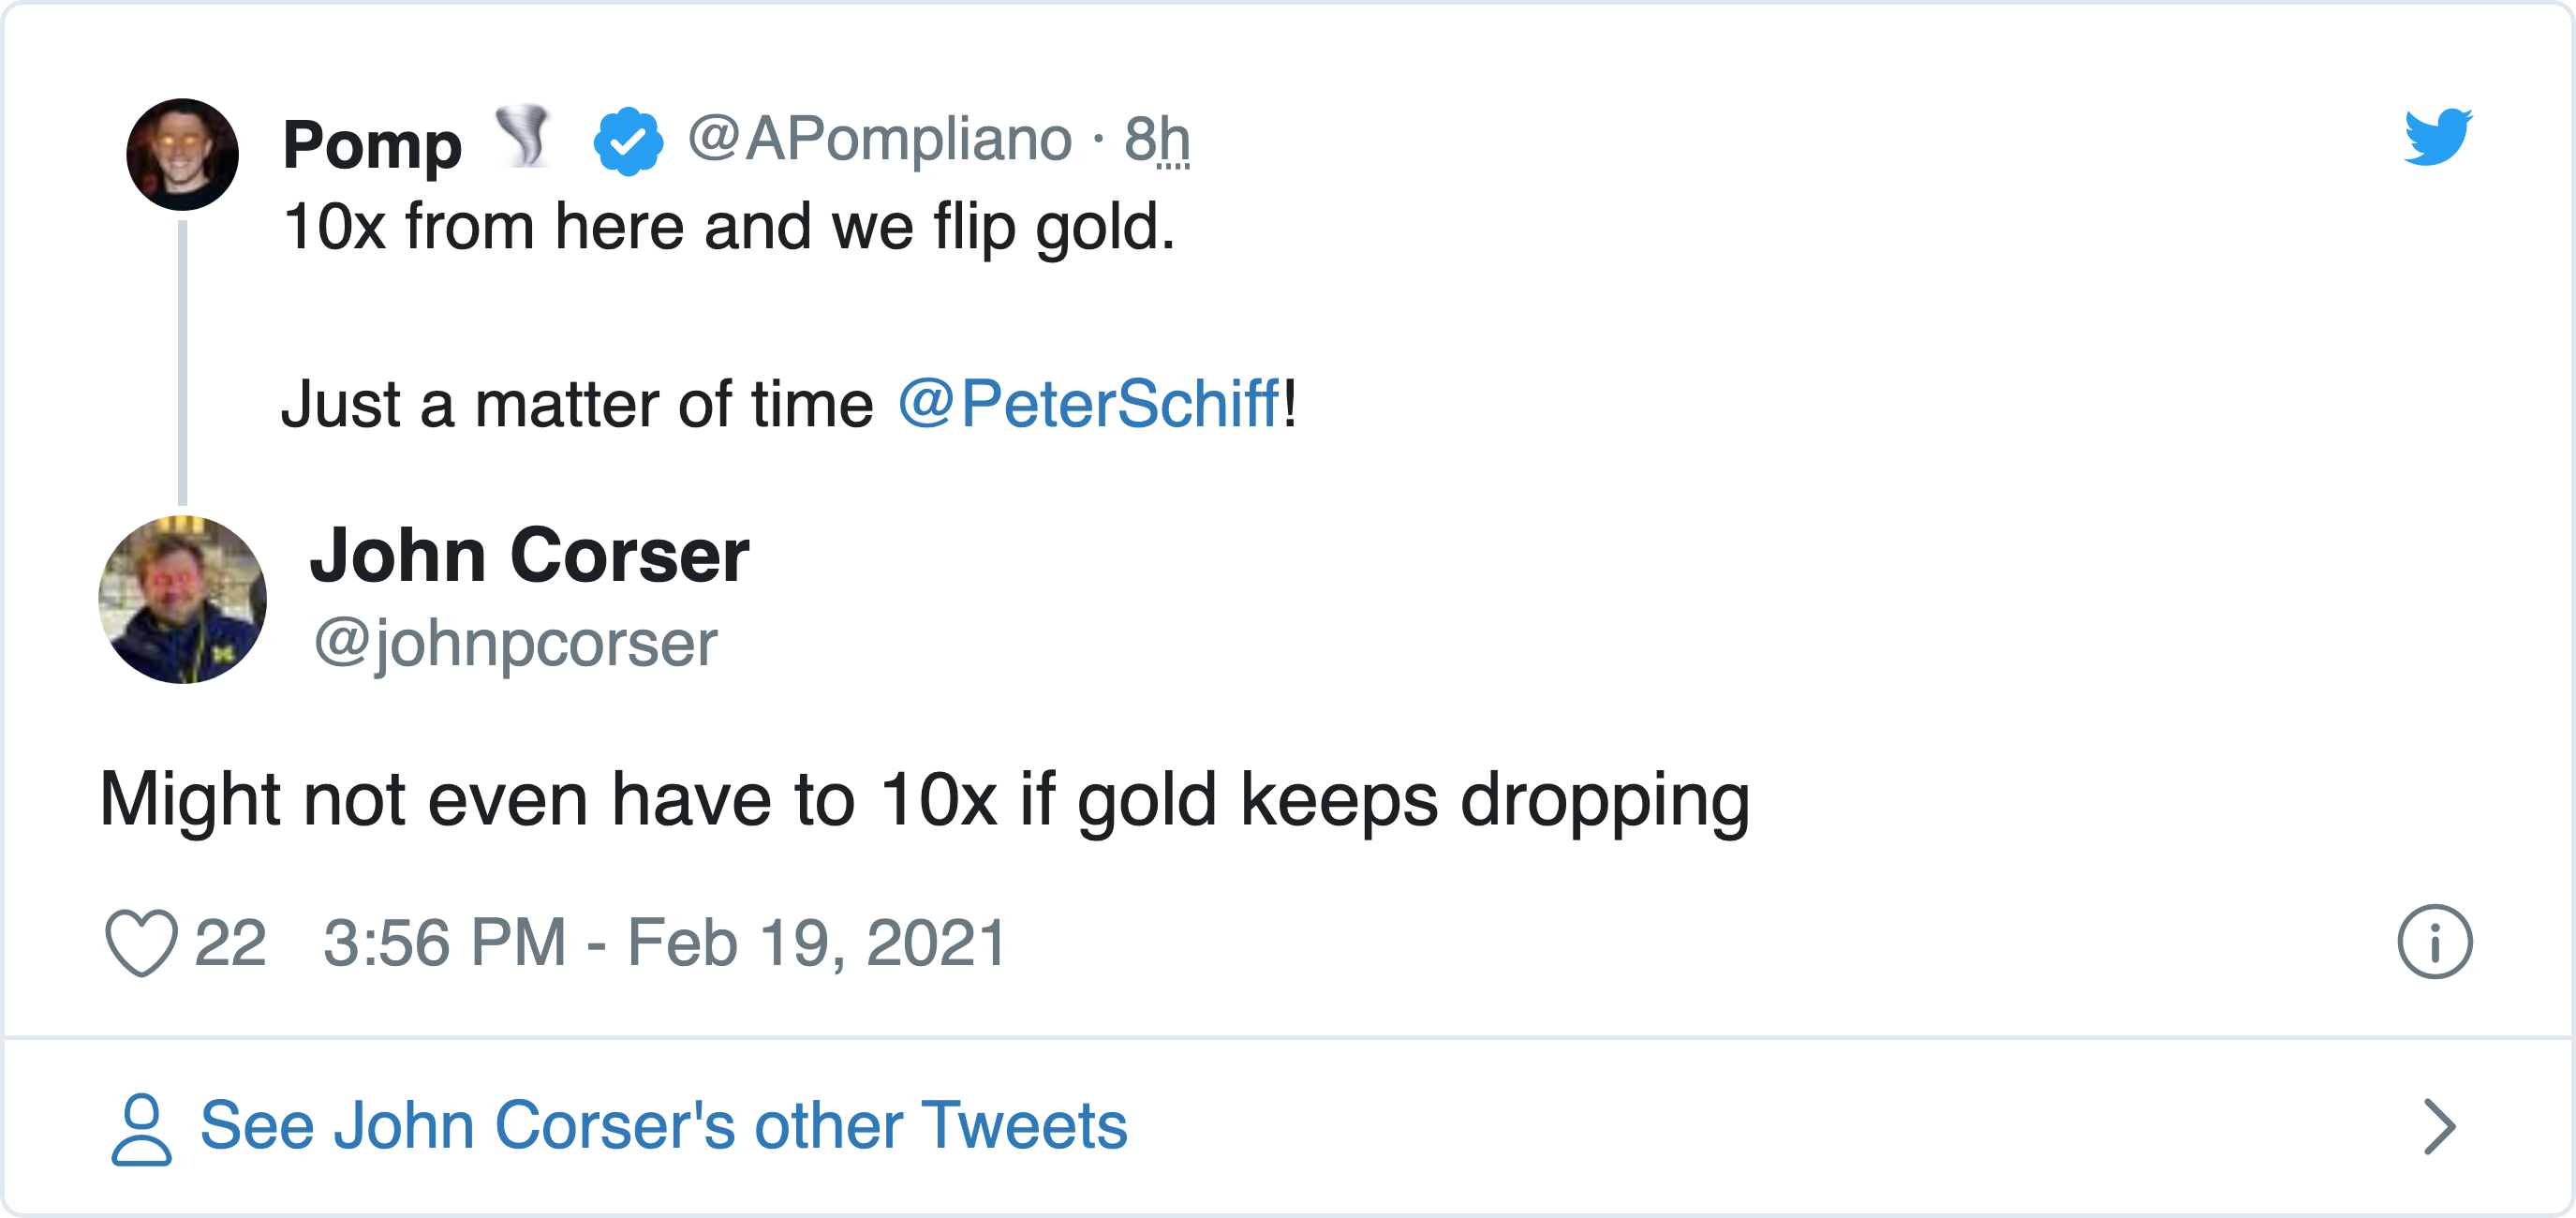 Pomp 🌪 @APompliano · 8h
10x from here and we flip gold.
Just a matter of time @PeterSchiff!
John Corser
@johnpcorser
Might not even have to 10x if gold keeps dropping
22 3:56 PM - Feb 19, 2021
See John Corser's other Tweets